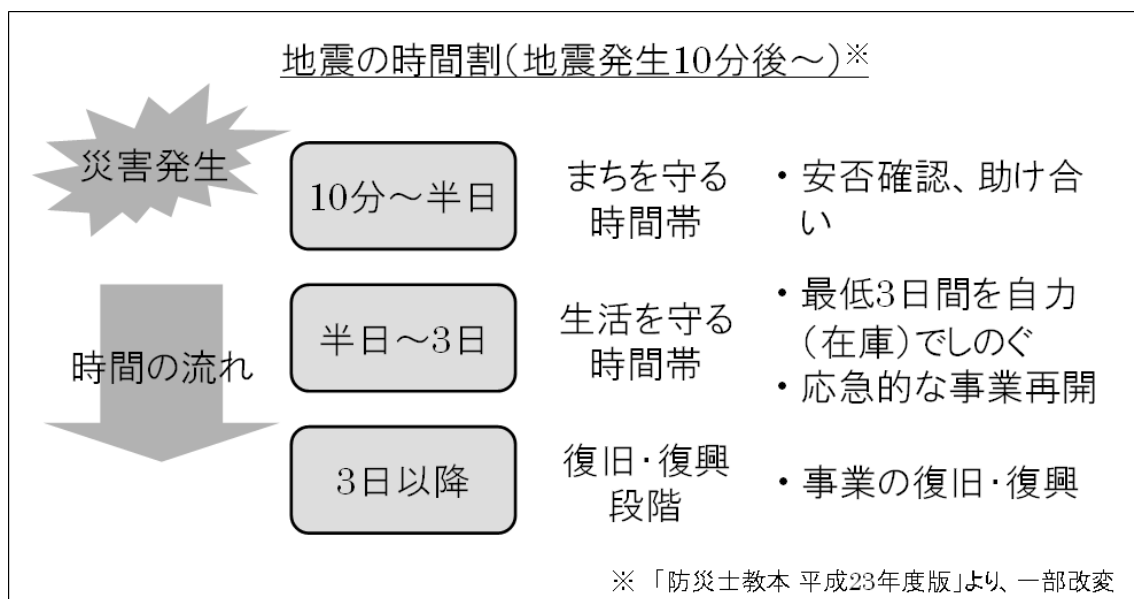 地震の時間割(地震発生10分後～)※
災害発生
10分～半日
まちを守る
時間帯
・安否確認、助け合
い
時間の流れ
半日～3日
生活を守る
時間帯
・最低3日間を自力
(在庫)でしのぐ
・応急的な事業再開
3日以降
復旧・復興
段階
・事業の復旧・復興
※ 「防災士教本 平成23年度版」より、一部改変